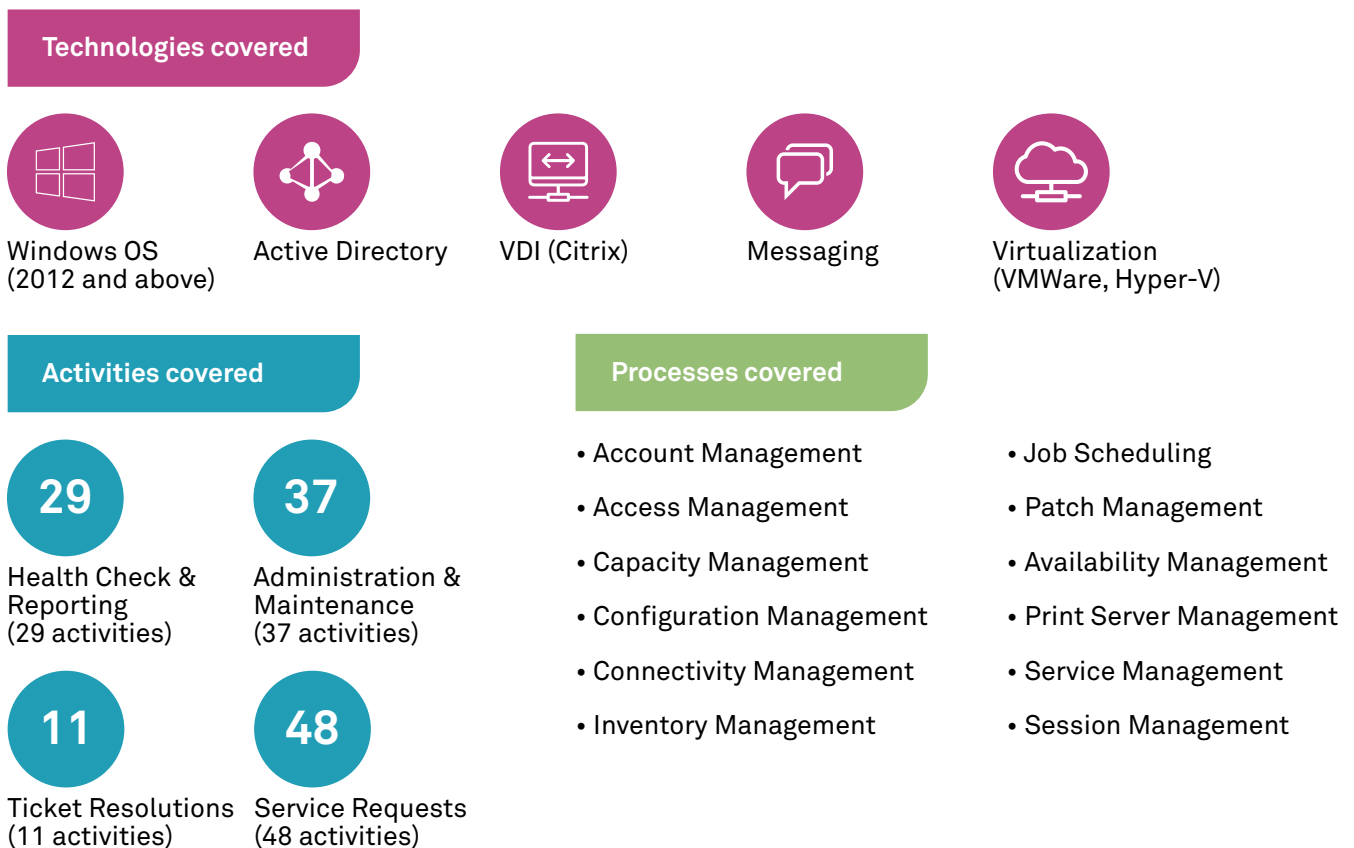 Technologies covered
Windows OS
(2012 and above)
Active Directory
VDI (Citrix)
Messaging
Virtualization
(VMWare, Hyper-V)
Activities covered
29
Health Check &
Reporting
(29 activities)
37
Administration &
Maintenance
(37 activities)
11
Ticket Resolutions
(11 activities)
48
Service Requests
(48 activities)
Processes covered
• Account Management
• Access Management
• Capacity Management
• Configuration Management
• Connectivity Management
• Inventory Management
• Job Scheduling
• Patch Management
• Availability Management
• Print Server Management
• Service Management
• Session Management